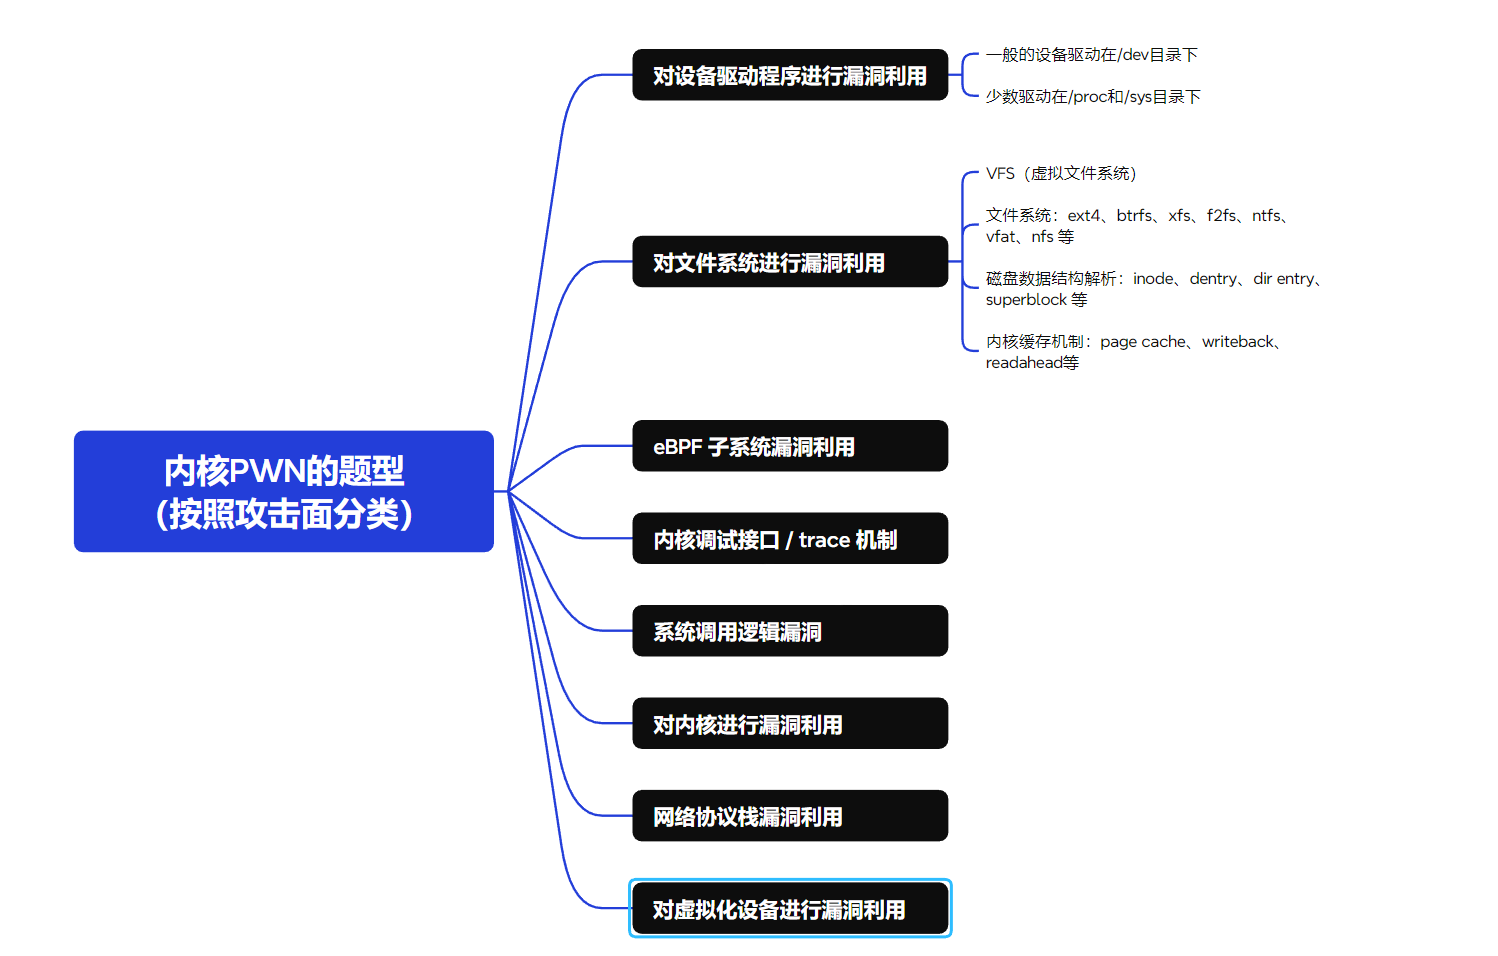 内核PWN的题型
（按照攻击面分类）
对设备驱动程序进行漏洞利用
一般的设备驱动在/dev目录下
少数驱动在/proc和/sys目录下
对文件系统进行漏洞利用
VFS（虚拟文件系统）
文件系统：ext4、btrfs、xfs、f2fs、ntfs、
vfat、nfs 等
磁盘数据结构解析：inode、dentry、dir entry、
superblock 等
内核缓存机制：page cache、writeback、
readahead等
eBPF 子系统漏洞利用
内核调试接口 / trace 机制
系统调用逻辑漏洞
对内核进行漏洞利用
网络协议栈漏洞利用
对虚拟化设备进行漏洞利用